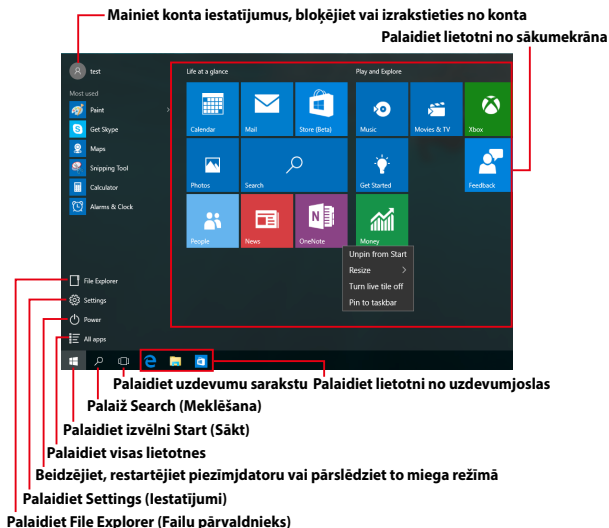 Mainiet konta iestatījumus, bloķējiet vai izrakstieties no konta
Palaidiet lietotni no sākumekrāna
test
Most used
Paint
Get Skype
Maps
Snipping Tool
Calculator
Alarms & Clock
File Explorer
Settings
Power
All apps
Life at a glance
Play and Explore
Calendar
Mail
Store (Beta)
Music
Movies & TV
Xbox
Photos
Search
Get Started
Feedback
People
News
OneNote
Money
Unpin from Start
Resize
Turn live tile off
Pin to taskbar
Palaidiet uzdevumu sarakstu
Palaidiet lietotni no uzdevumjoslas
Palaiž Search (Meklēšana)
Palaidiet izvēlni Start (Sākt)
Palaidiet visas lietotnes
Beidzējiet, restartējiet piezīmjdatoru vai pārslēdziet to miega režīmā
Palaidiet Settings (Iestatījumi)
Palaidiet File Explorer (Failu pārvaldnieks)